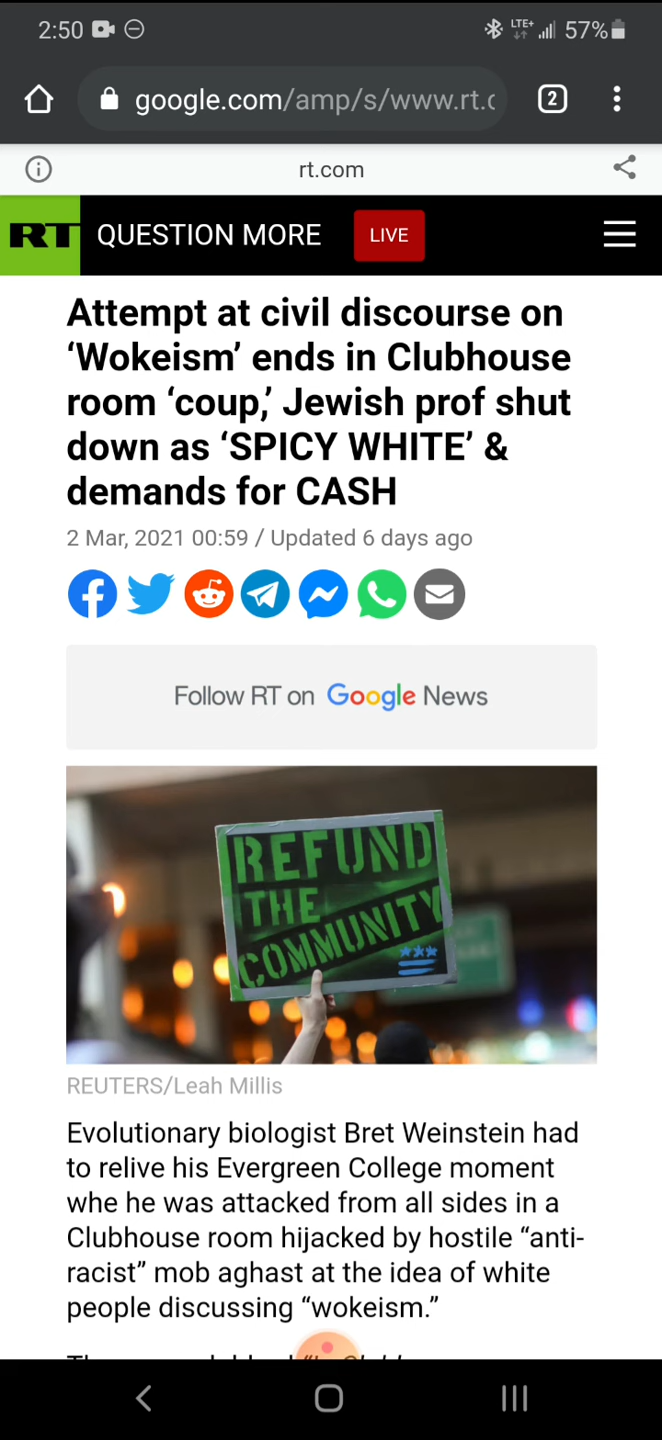 2:50 LTE+ 57%
google.com/amp/s/www.rt.c 2
rt.com
RT QUESTION MORE LIVE
Attempt at civil discourse on
‘Wokeism’ ends in Clubhouse
room ‘coup,’ Jewish prof shut
down as ‘SPICY WHITE’ &
demands for CASH
2 Mar, 2021 00:59 / Updated 6 days ago
Follow RT on Google News
REFUND
THE
COMMUNITY
REUTERS/Leah Millis
Evolutionary biologist Bret Weinstein had
to relive his Evergreen College moment
whe he was attacked from all sides in a
Clubhouse room hijacked by hostile “anti-
racist” mob aghast at the idea of white
people discussing “wokeism.”